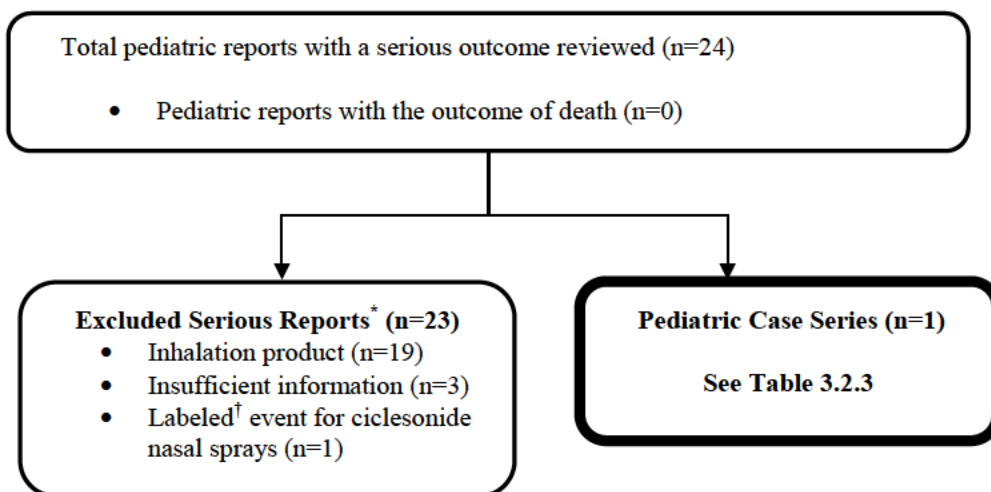 Total pediatric reports with a serious outcome reviewed (n=24)
• Pediatric reports with the outcome of death (n=0)
Excluded Serious Reports* (n=23)
• Inhalation product (n=19)
• Insufficient information (n=3)
• Labeled† event for ciclesonide
nasal sprays (n=1)
Pediatric Case Series (n=1)
See Table 3.2.3